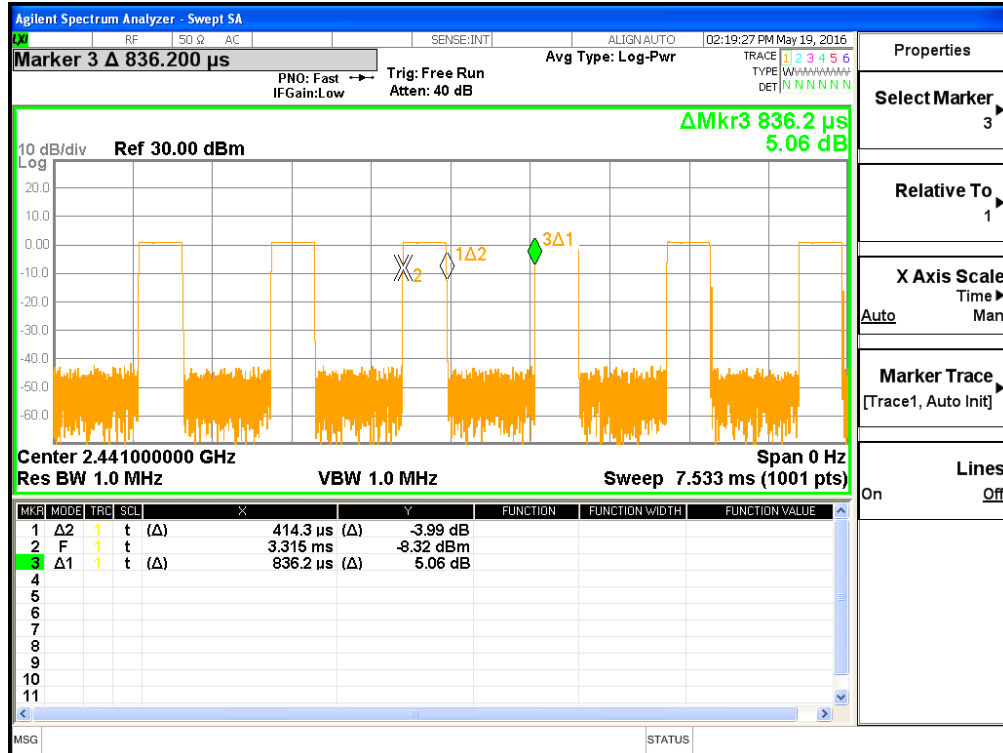 Agilent Spectrum Analyzer - Swept SA
LXI RF 50 Ω AC SENSE:INT ALIGN AUTO 02:19:27 PM May 19, 2016
Marker 3 Δ 836.200 µs
PNO: Fast
IFGain:Low
Trig: Free Run
Atten: 40 dB
Avg Type: Log-Pwr
TRACE 1 2 3 4 5 6
TYPE W
DET N N N N N N
ΔMkr3 836.2 µs
5.06 dB
10 dB/div Ref 30.00 dBm
Log
20.0
10.0
0.00
-10.0
-20.0
-30.0
-40.0
-50.0
-60.0
2
1Δ2
3Δ1
Center 2.441000000 GHz Span 0 Hz
Res BW 1.0 MHz VBW 1.0 MHz Sweep 7.533 ms (1001 pts)
MKR MODE TRC SCL X Y FUNCTION FUNCTION WIDTH FUNCTION VALUE
1 Δ2 1 t (Δ) 414.3 µs (Δ) -3.99 dB
2 F 1 t 3.315 ms -8.32 dBm
3 Δ1 1 t (Δ) 836.2 µs (Δ) 5.06 dB
4
5
6
7
8
9
10
11
MSG STATUS
Properties
Select Marker
3
Relative To
1
X Axis Scale
Time
Auto Man
Marker Trace
[Trace1, Auto Init]
Lines
On Off